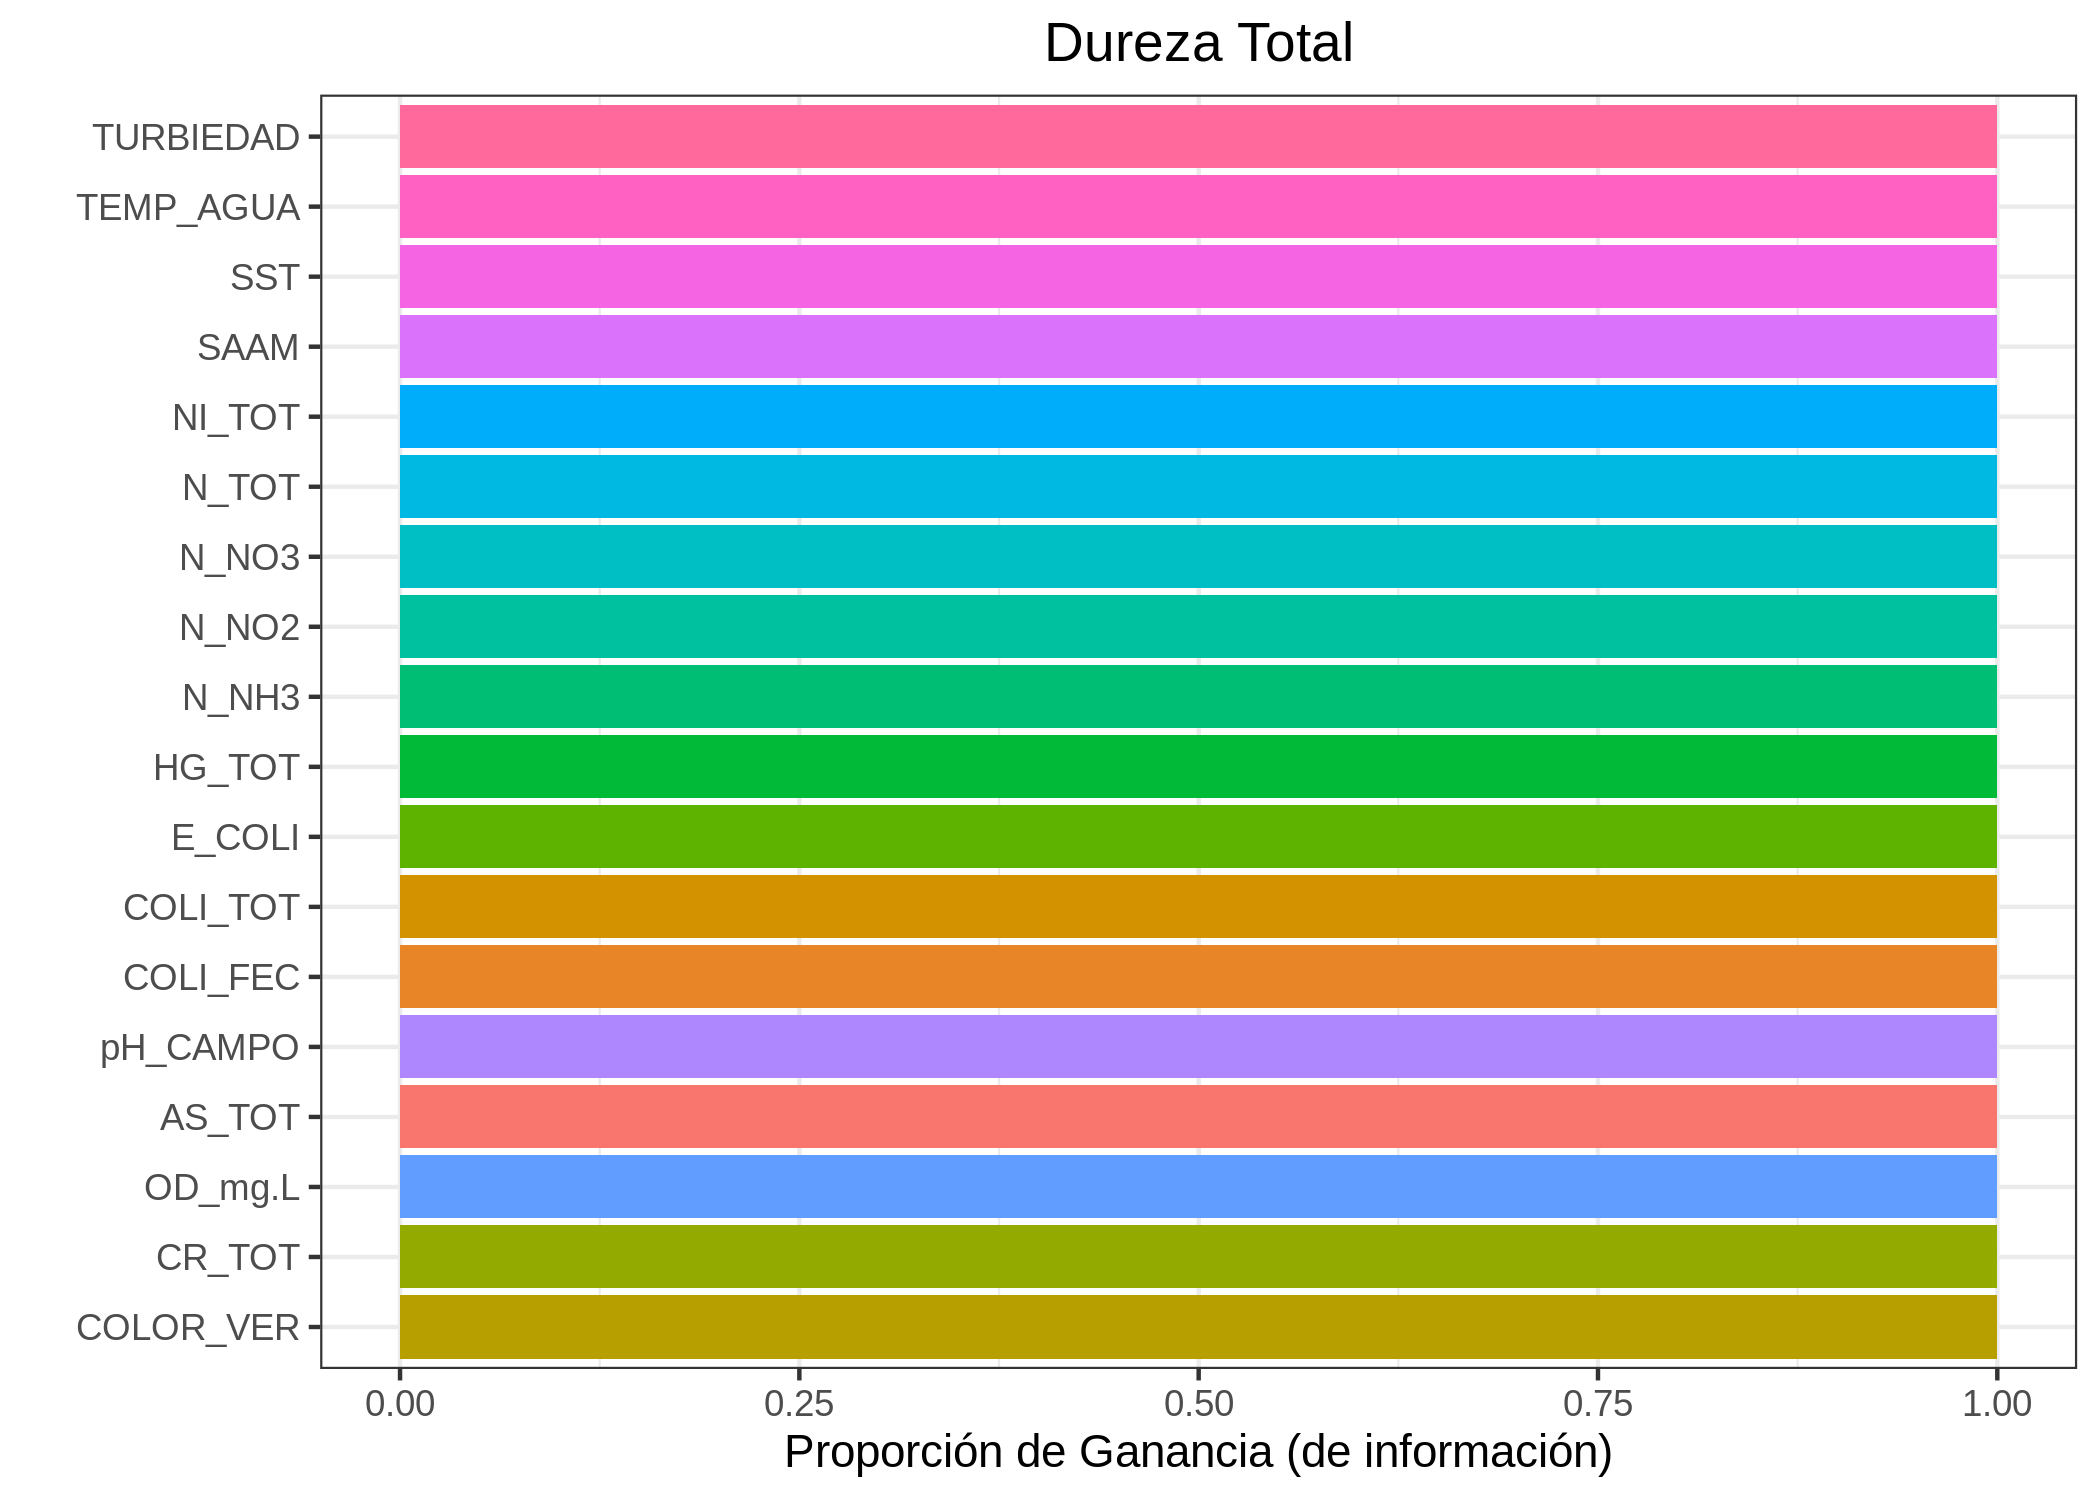 Dureza Total
TURBIEDAD
TEMP_AGUA
SST
SAAM
NI_TOT
N_TOT
N_NO3
N_NO2
N_NH3
HG_TOT
E_COLI
COLI_TOT
COLI_FEC
pH_CAMPO
AS_TOT
OD_mg.L
CR_TOT
COLOR_VER
0.00 0.25 0.50 0.75 1.00
Proporción de Ganancia (de información)